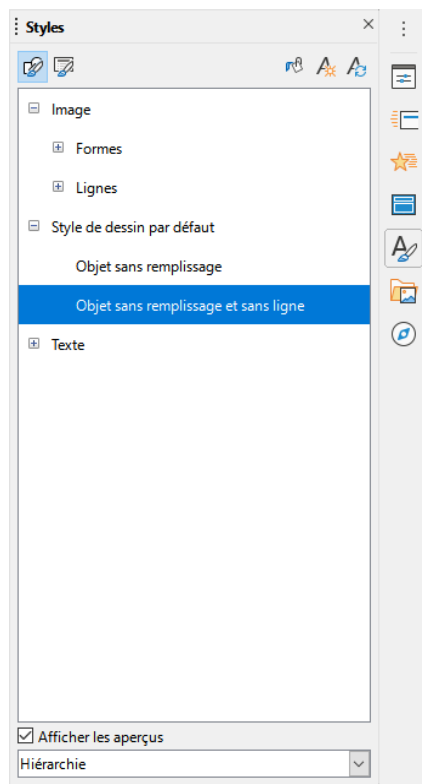 Styles
Image
Formes
Lignes
Style de dessin par défaut
Objet sans remplissage
Objet sans remplissage et sans ligne
Texte
Afficher les aperçus
Hiérarchie